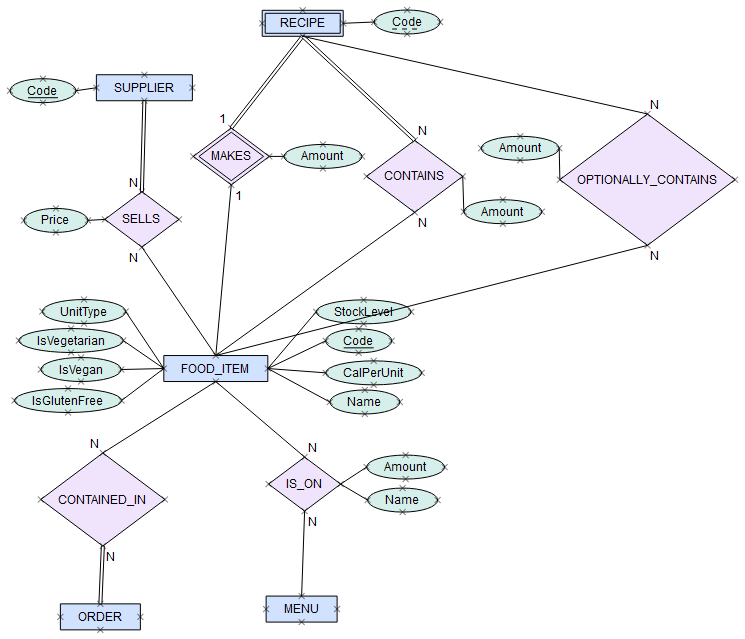 RECIPE
Code
N
SUPPLIER
Code
1
N
MAKES
Amount
CONTAINS
Amount
OPTIONALLY_CONTAINS
N
1
Price
SELLS
N
Amount
N
N
UnitType
StockLevel
IsVegetarian
Code
IsVegan
FOOD_ITEM
CalPerUnit
IsGlutenFree
Name
N
N
Amount
CONTAINED_IN
IS_ON
Name
N
N
ORDER
MENU